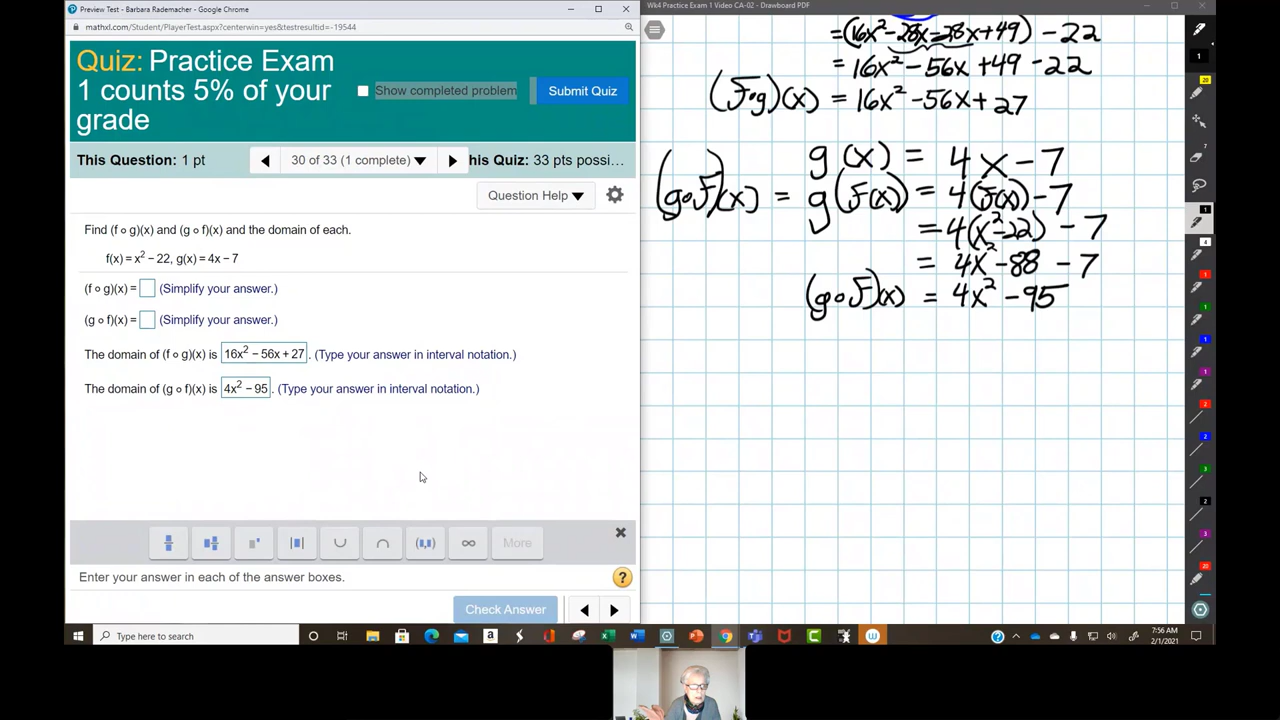 Preview Test - Barbara Rademacher - Google Chrome
mathxl.com/Student/PlayerTest.aspx?centerwin=yes&testresultid=-19544
Quiz: Practice Exam
1 counts 5% of your
grade
Show completed problem
Submit Quiz
This Question: 1 pt
30 of 33 (1 complete)
his Quiz: 33 pts possi...
Question Help
Find (f ∘ g)(x) and (g ∘ f)(x) and the domain of each.
f(x) = x² − 22, g(x) = 4x − 7
(f ∘ g)(x) = (Simplify your answer.)
(g ∘ f)(x) = (Simplify your answer.)
The domain of (f ∘ g)(x) is 16x² − 56x + 27 . (Type your answer in interval notation.)
The domain of (g ∘ f)(x) is 4x² − 95 . (Type your answer in interval notation.)
More
Enter your answer in each of the answer boxes.
?
Check Answer
Wk4 Practice Exam 1 Video CA-02 - Drawboard PDF
= (16x² − 28x − 28x + 49) − 22
= 16x² − 56x + 49 − 22
(f∘g)(x) = 16x² − 56x + 27
g(x) = 4x − 7
(g∘f)(x) = g(f(x)) = 4(f(x)) − 7
= 4(x² − 22) − 7
= 4x² − 88 − 7
(g∘f)(x) = 4x² − 95
Type here to search
7:56 AM
2/1/2021